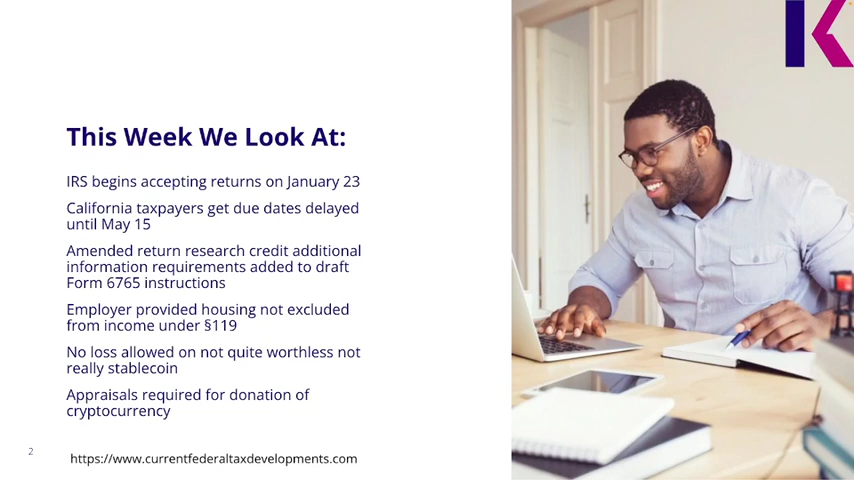 This Week We Look At:
IRS begins accepting returns on January 23
California taxpayers get due dates delayed
until May 15
Amended return research credit additional
information requirements added to draft
Form 6765 instructions
Employer provided housing not excluded
from income under §119
No loss allowed on not quite worthless not
really stablecoin
Appraisals required for donation of
cryptocurrency
2
https://www.currentfederaltaxdevelopments.com
K